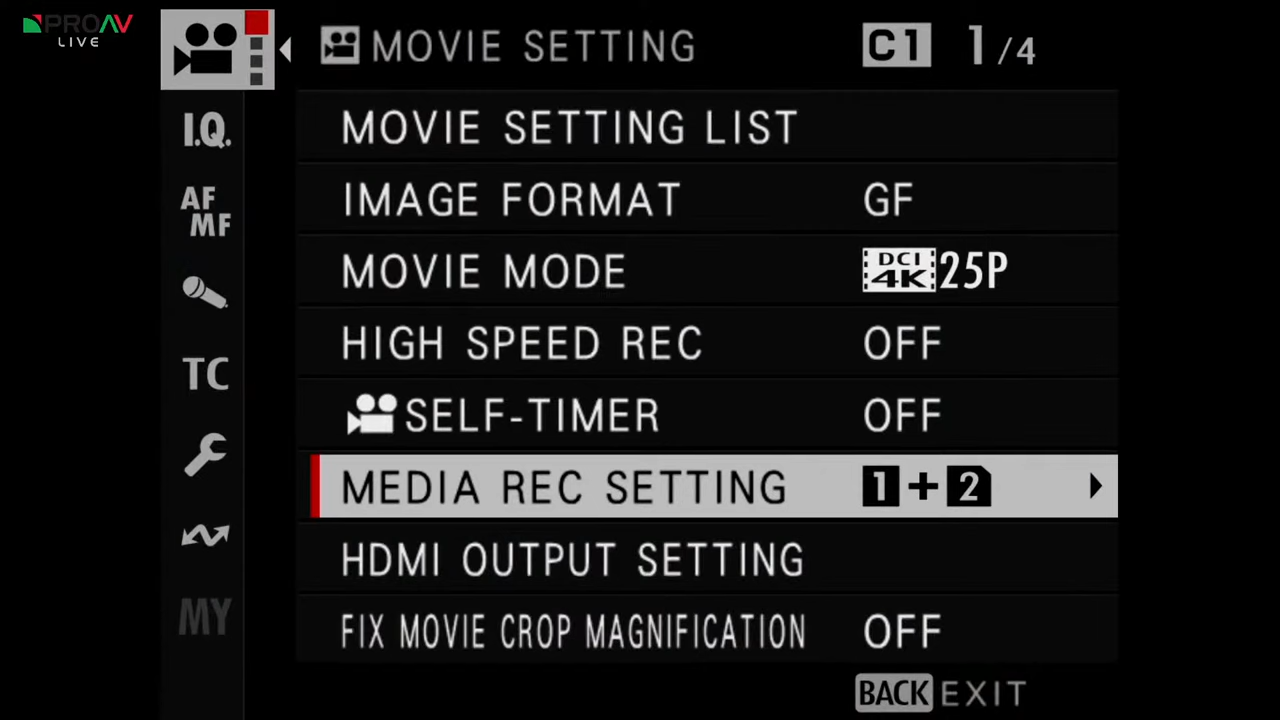 PROAV
LIVE
MOVIE SETTING C1 1/4
I.Q.
AF
MF
TC
MY
MOVIE SETTING LIST
IMAGE FORMAT GF
MOVIE MODE DCI 4K 25P
HIGH SPEED REC OFF
SELF-TIMER OFF
MEDIA REC SETTING 1+2
HDMI OUTPUT SETTING
FIX MOVIE CROP MAGNIFICATION OFF
BACK EXIT